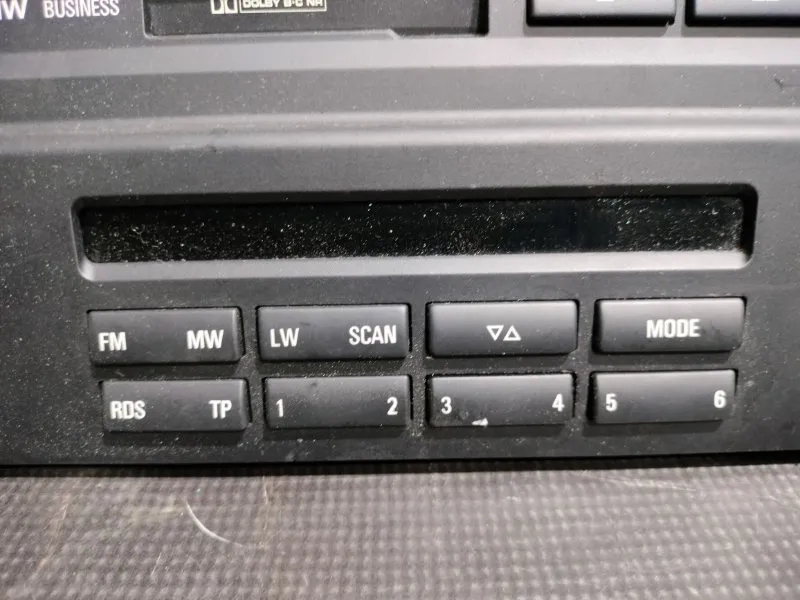 BUSINESS
DOLBY B·C NR
FM MW LW SCAN ▽△ MODE
RDS TP 1 2 3 4 5 6